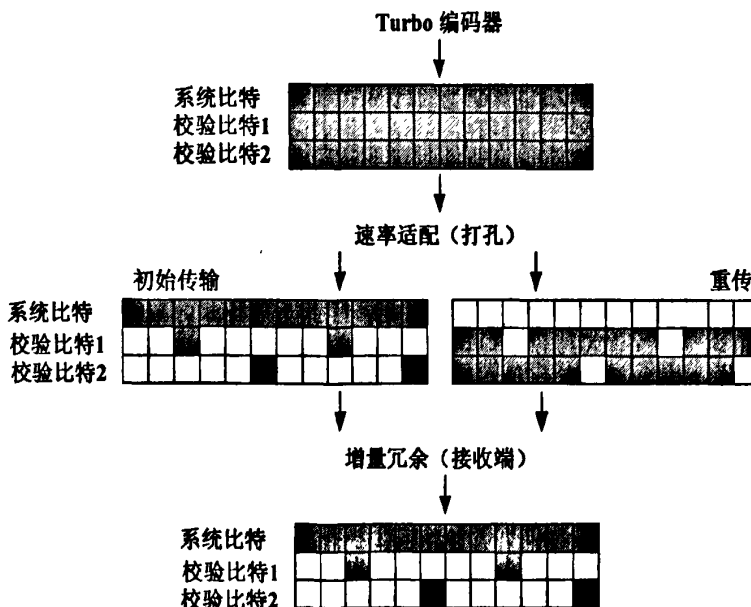 Turbo 编码器
系统比特
校验比特1
校验比特2
速率适配（打孔）
初始传输
重传
系统比特
校验比特1
校验比特2
增量冗余（接收端）
系统比特
校验比特1
校验比特2